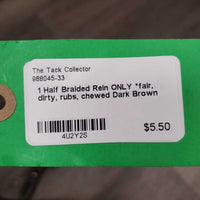 The Tack Collector
988045-33
1 Half Braided Rein ONLY *fair,
dirty, rubs, chewed Dark Brown
$5.50
4U2Y2S